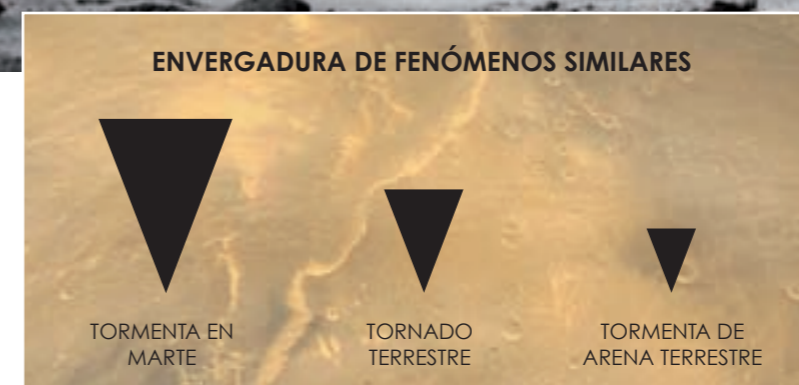 ENVERGADURA DE FENÓMENOS SIMILARES
TORMENTA EN
MARTE
TORNADO
TERRESTRE
TORMENTA DE
ARENA TERRESTRE